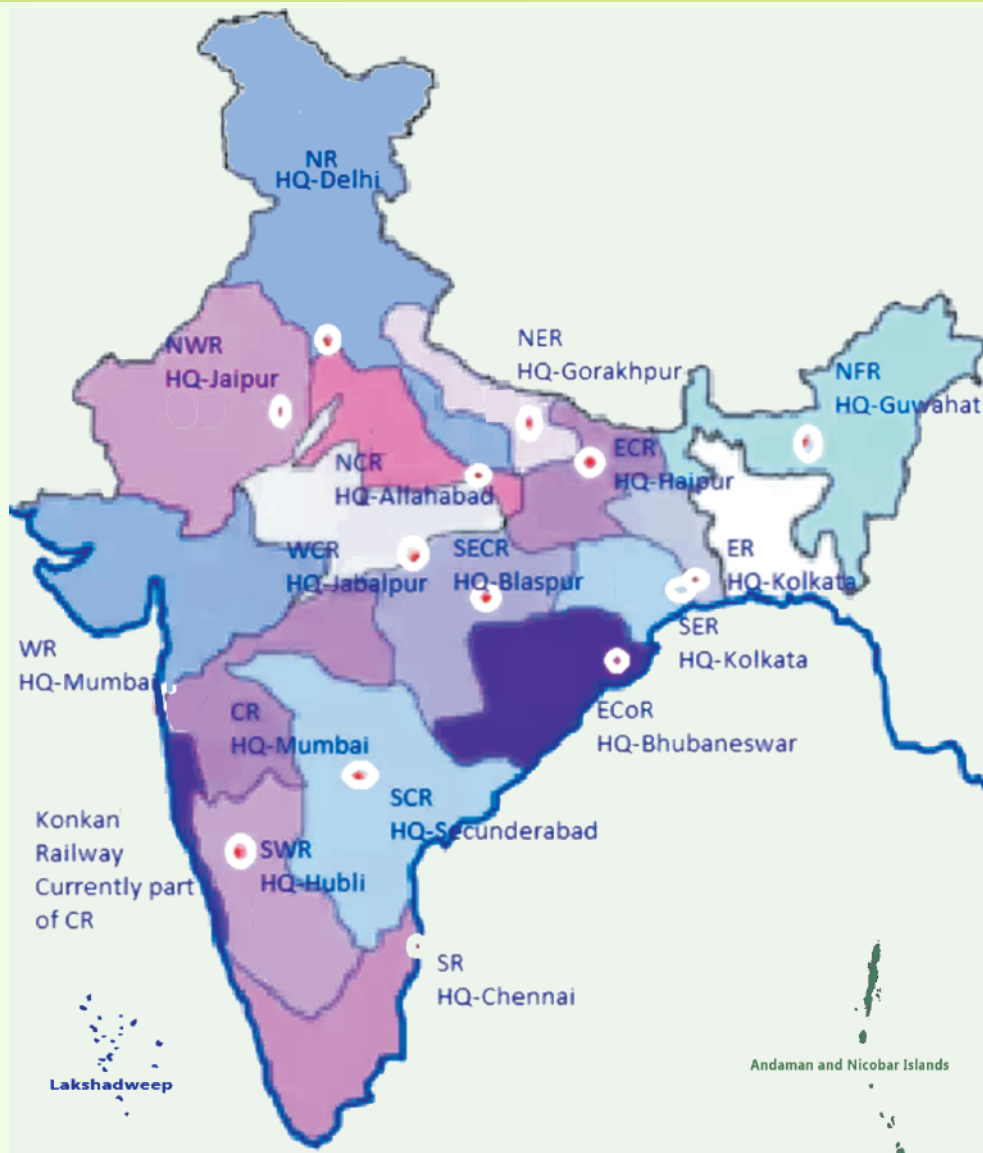 NR
HQ-Delhi
NWR
HQ-Jaipur
NER
HQ-Gorakhpur
NFR
HQ-Guwahat
ECR
HQ-Haipur
NCR
HQ-Allahabad
WCR
HQ-Jabalpur
SECR
HQ-Blaspur
ER
HQ-Kolkata
SER
HQ-Kolkata
WR
HQ-Mumbai
ECoR
HQ-Bhubaneswar
CR
HQ-Mumbai
SCR
HQ-Secunderabad
Konkan
Railway
Currently part
of CR
SWR
HQ-Hubli
SR
HQ-Chennai
Lakshadweep
Andaman and Nicobar Islands